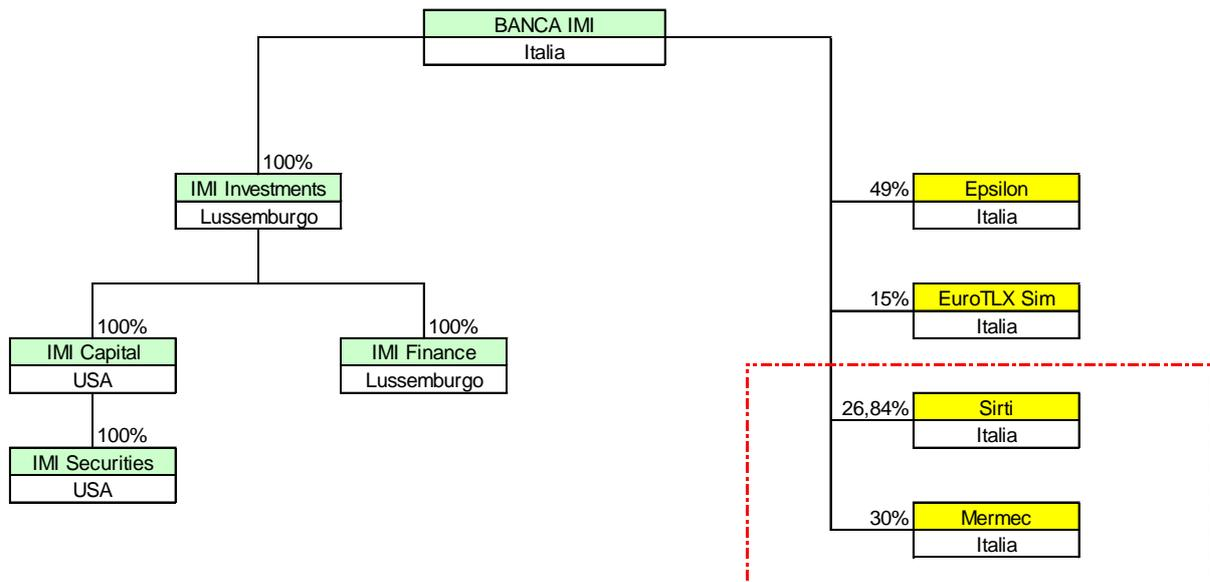 BANCA IMI
Italia
100%
IMI Investments
Lussemburgo
49%
Epsilon
Italia
15%
EuroTLX Sim
Italia
100%
IMI Capital
USA
100%
IMI Finance
Lussemburgo
26,84%
Sirti
Italia
100%
IMI Securities
USA
30%
Mermec
Italia